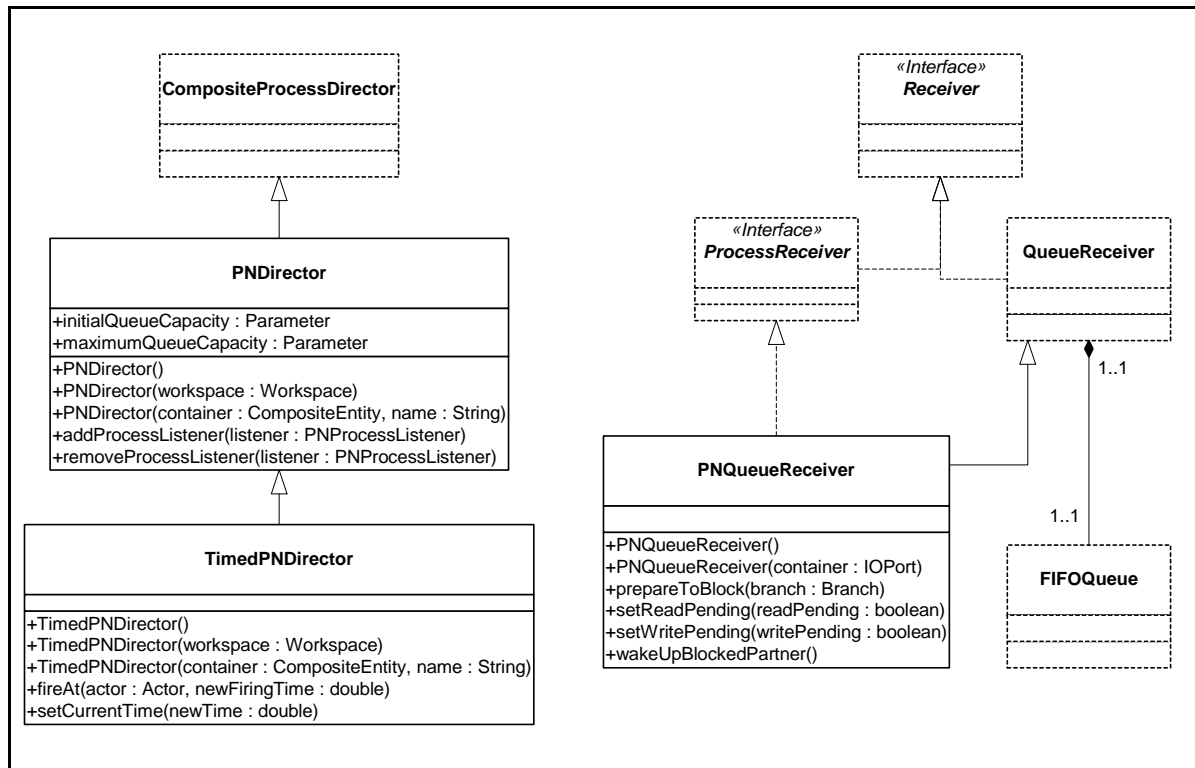 CompositeProcessDirector
PNDirector
+initialQueueCapacity : Parameter
+maximumQueueCapacity : Parameter
+PNDirector()
+PNDirector(workspace : Workspace)
+PNDirector(container : CompositeEntity, name : String)
+addProcessListener(listener : PNProcessListener)
+removeProcessListener(listener : PNProcessListener)
TimedPNDirector
+TimedPNDirector()
+TimedPNDirector(workspace : Workspace)
+TimedPNDirector(container : CompositeEntity, name : String)
+fireAt(actor : Actor, newFiringTime : double)
+setCurrentTime(newTime : double)
«Interface»
Receiver
«Interface»
ProcessReceiver
QueueReceiver
1..1
PNQueueReceiver
+PNQueueReceiver()
+PNQueueReceiver(container : IOPort)
+prepareToBlock(branch : Branch)
+setReadPending(readPending : boolean)
+setWritePending(writePending : boolean)
+wakeUpBlockedPartner()
1..1
FIFOQueue